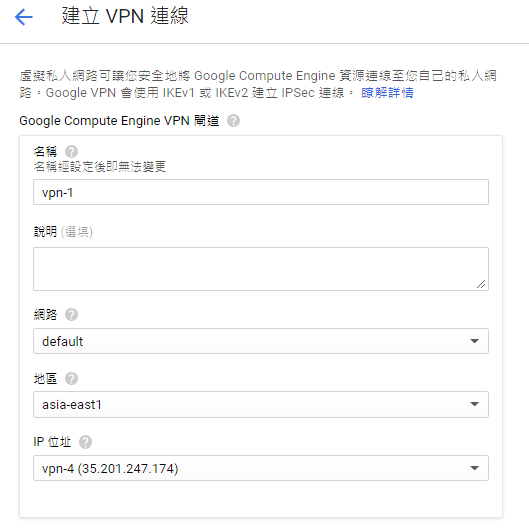 建立 VPN 連線
虛擬私人網路可讓您安全地將 Google Compute Engine 資源連線至您自己的私人網
路。Google VPN 會使用 IKEv1 或 IKEv2 建立 IPSec 連線。 瞭解詳情
Google Compute Engine VPN 閘道 ?
名稱 ?
名稱經設定後即無法變更
vpn-1
說明 (選填)
網路 ?
default
地區 ?
asia-east1
IP 位址 ?
vpn-4 (35.201.247.174)